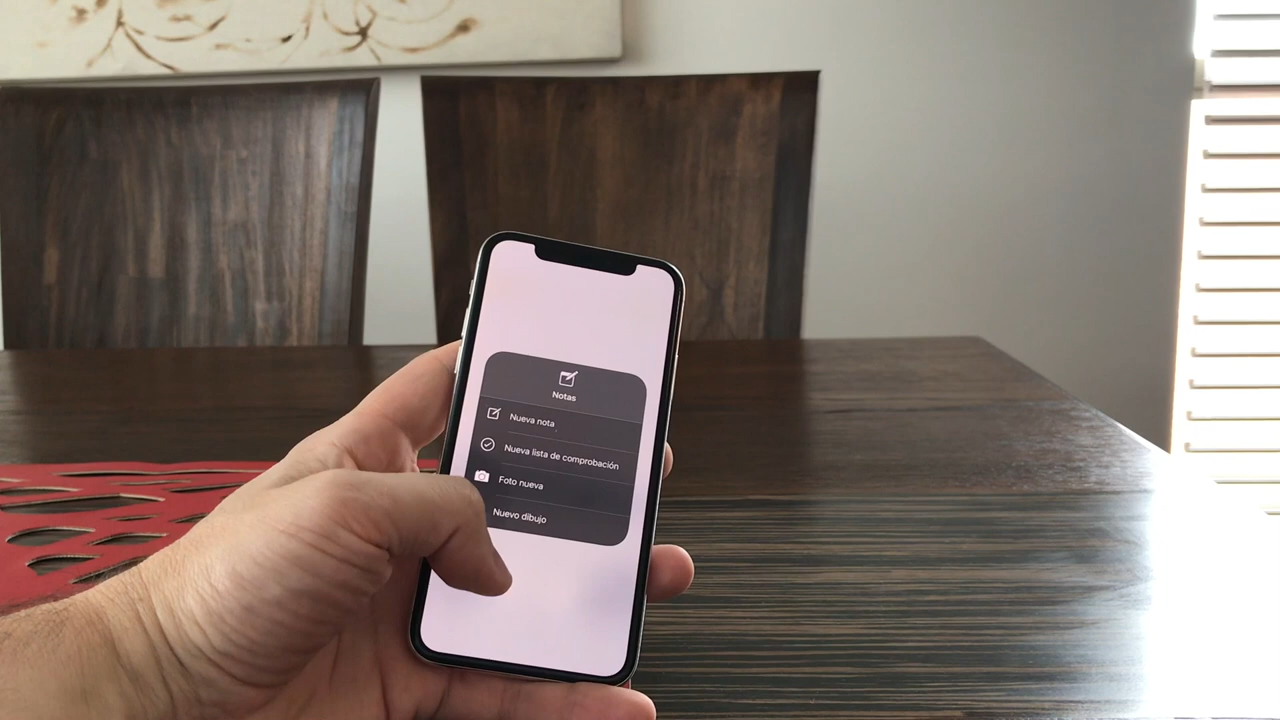 Notas
Nueva nota
Nueva lista de comprobación
Foto nueva
Nuevo dibujo